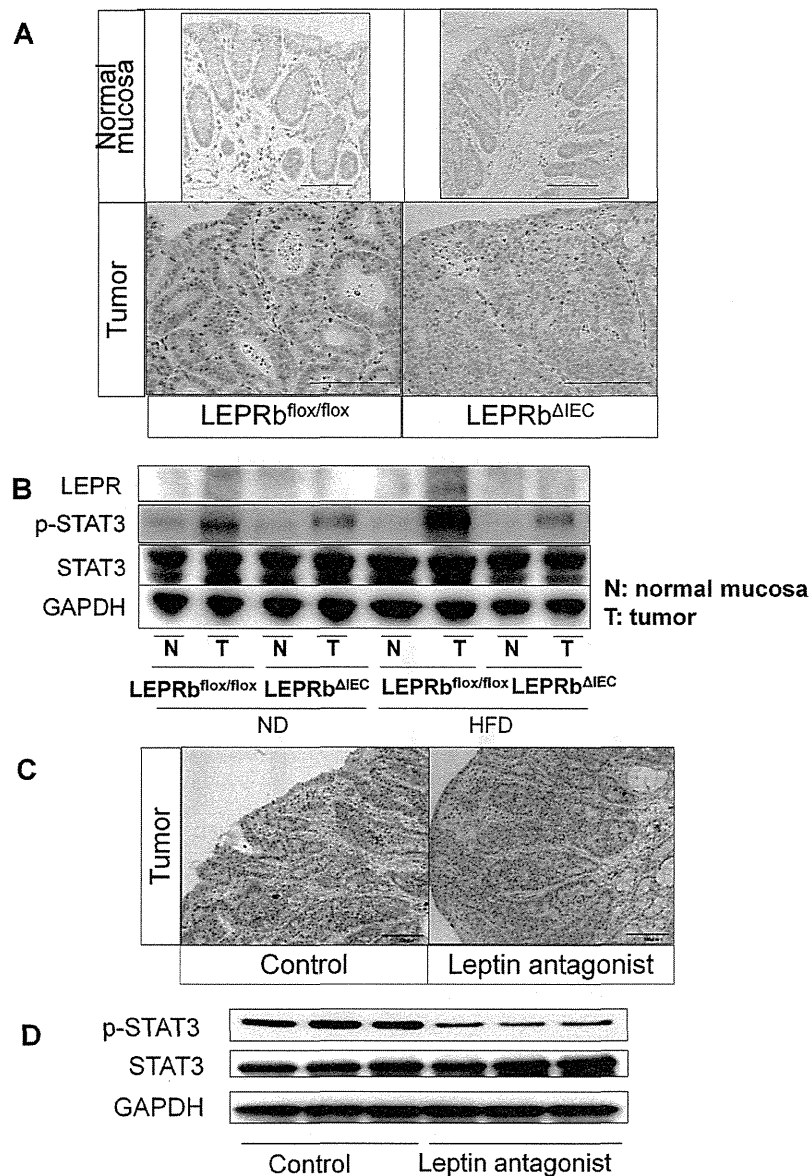 A
Normal mucosa
Tumor
LEPRb^flox/flox LEPRb^ΔIEC
B
LEPR
p-STAT3
STAT3
GAPDH
N: normal mucosa
T: tumor
N T N T N T N T
LEPRb^flox/flox LEPRb^ΔIEC LEPRb^flox/flox LEPRb^ΔIEC
ND HFD
C
Tumor
Control Leptin antagonist
D
p-STAT3
STAT3
GAPDH
Control Leptin antagonist